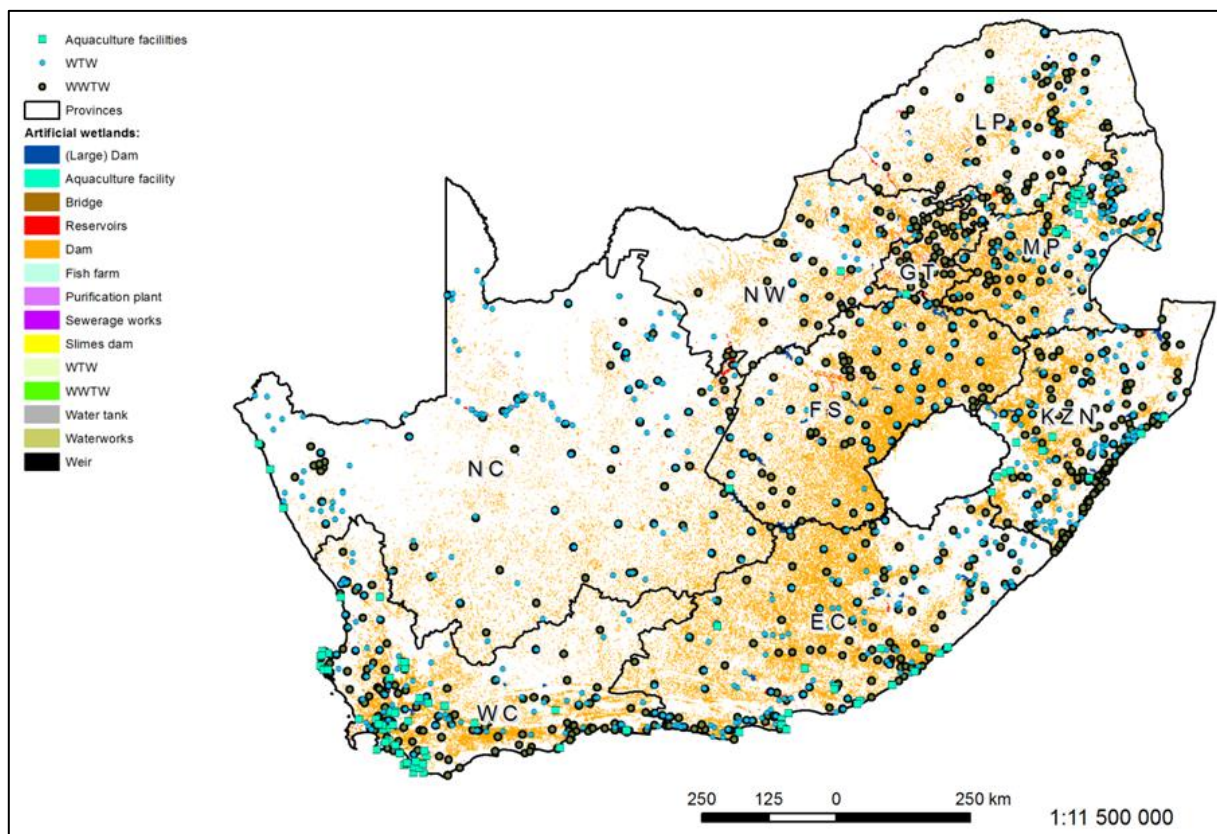 Aquaculture facililties
WTW
WWTW
Provinces
Artificial wetlands:
(Large) Dam
Aquaculture facility
Bridge
Reservoirs
Dam
Fish farm
Purification plant
Sewerage works
Slimes dam
WTW
WWTW
Water tank
Waterworks
Weir
LP
MP
GT
NW
FS
KZN
NC
EC
WC
250 125 0 250 km
1:11 500 000